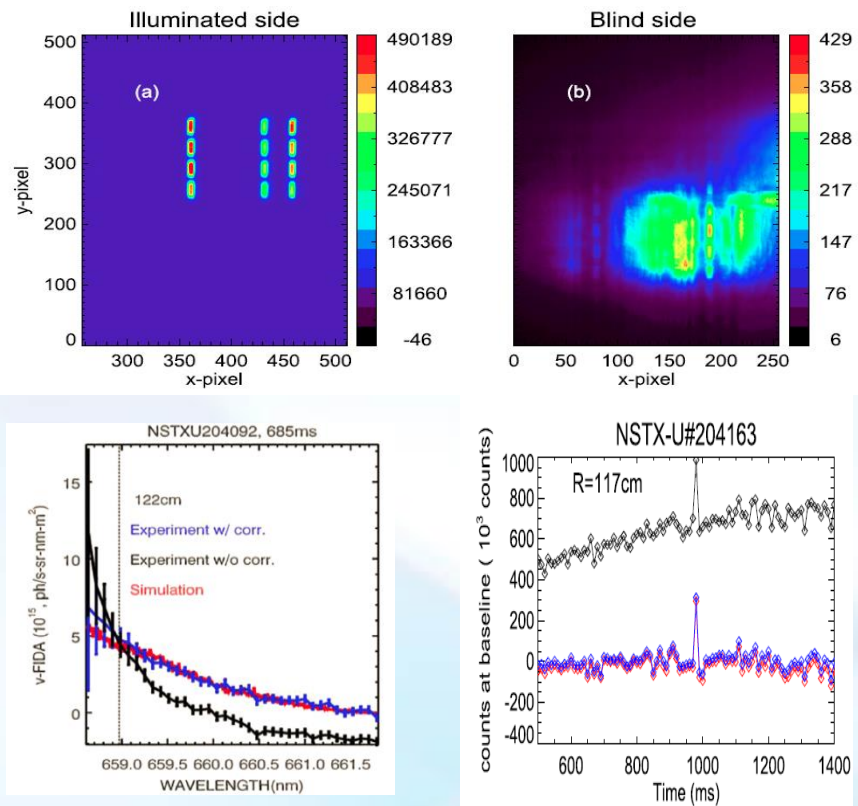 Illuminated side
500
400
300
200
100
0
y-pixel
(a)
300 350 400 450 500
x-pixel
490189
408483
326777
245071
163366
81660
-46
Blind side
(b)
0 50 100 150 200 250
x-pixel
429
358
288
217
147
76
6
NSTXU204092, 685ms
15
10
5
0
v-FIDA (10¹⁵, ph/s-sr-nm-m²)
122cm
Experiment w/ corr.
Experiment w/o corr.
Simulation
659.0 659.5 660.0 660.5 661.0 661.5
WAVELENGTH(nm)
NSTX-U#204163
R=117cm
1000
800
600
400
200
0
-200
-400
counts at baseline ( 10³ counts)
600 800 1000 1200 1400
Time (ms)